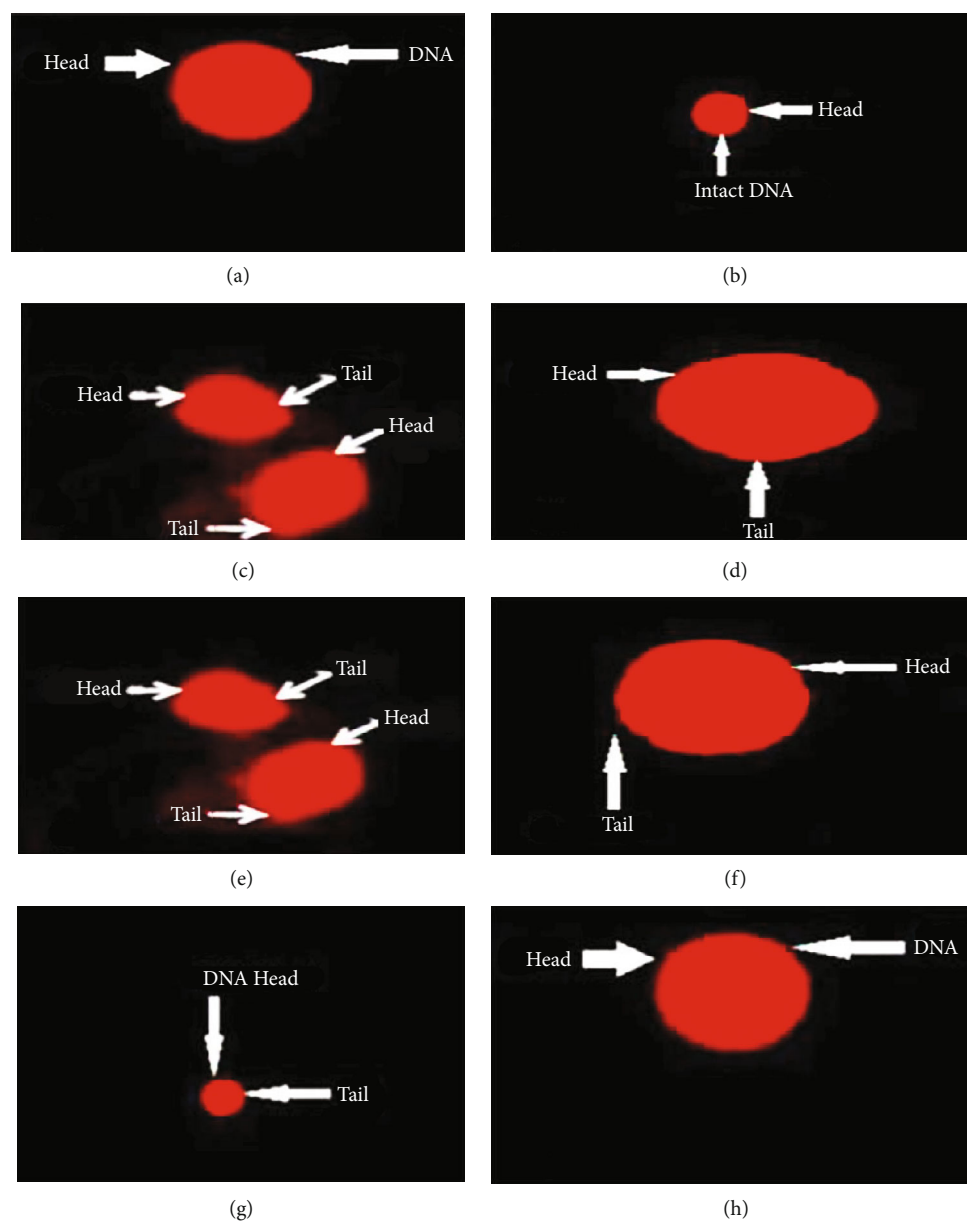 Head DNA
(a)
Head
Intact DNA
(b)
Head Tail
Head
Tail
(c)
Head
Tail
(d)
Head Tail
Head
Tail
(e)
Head
Tail
(f)
DNA Head
Tail
(g)
Head DNA
(h)